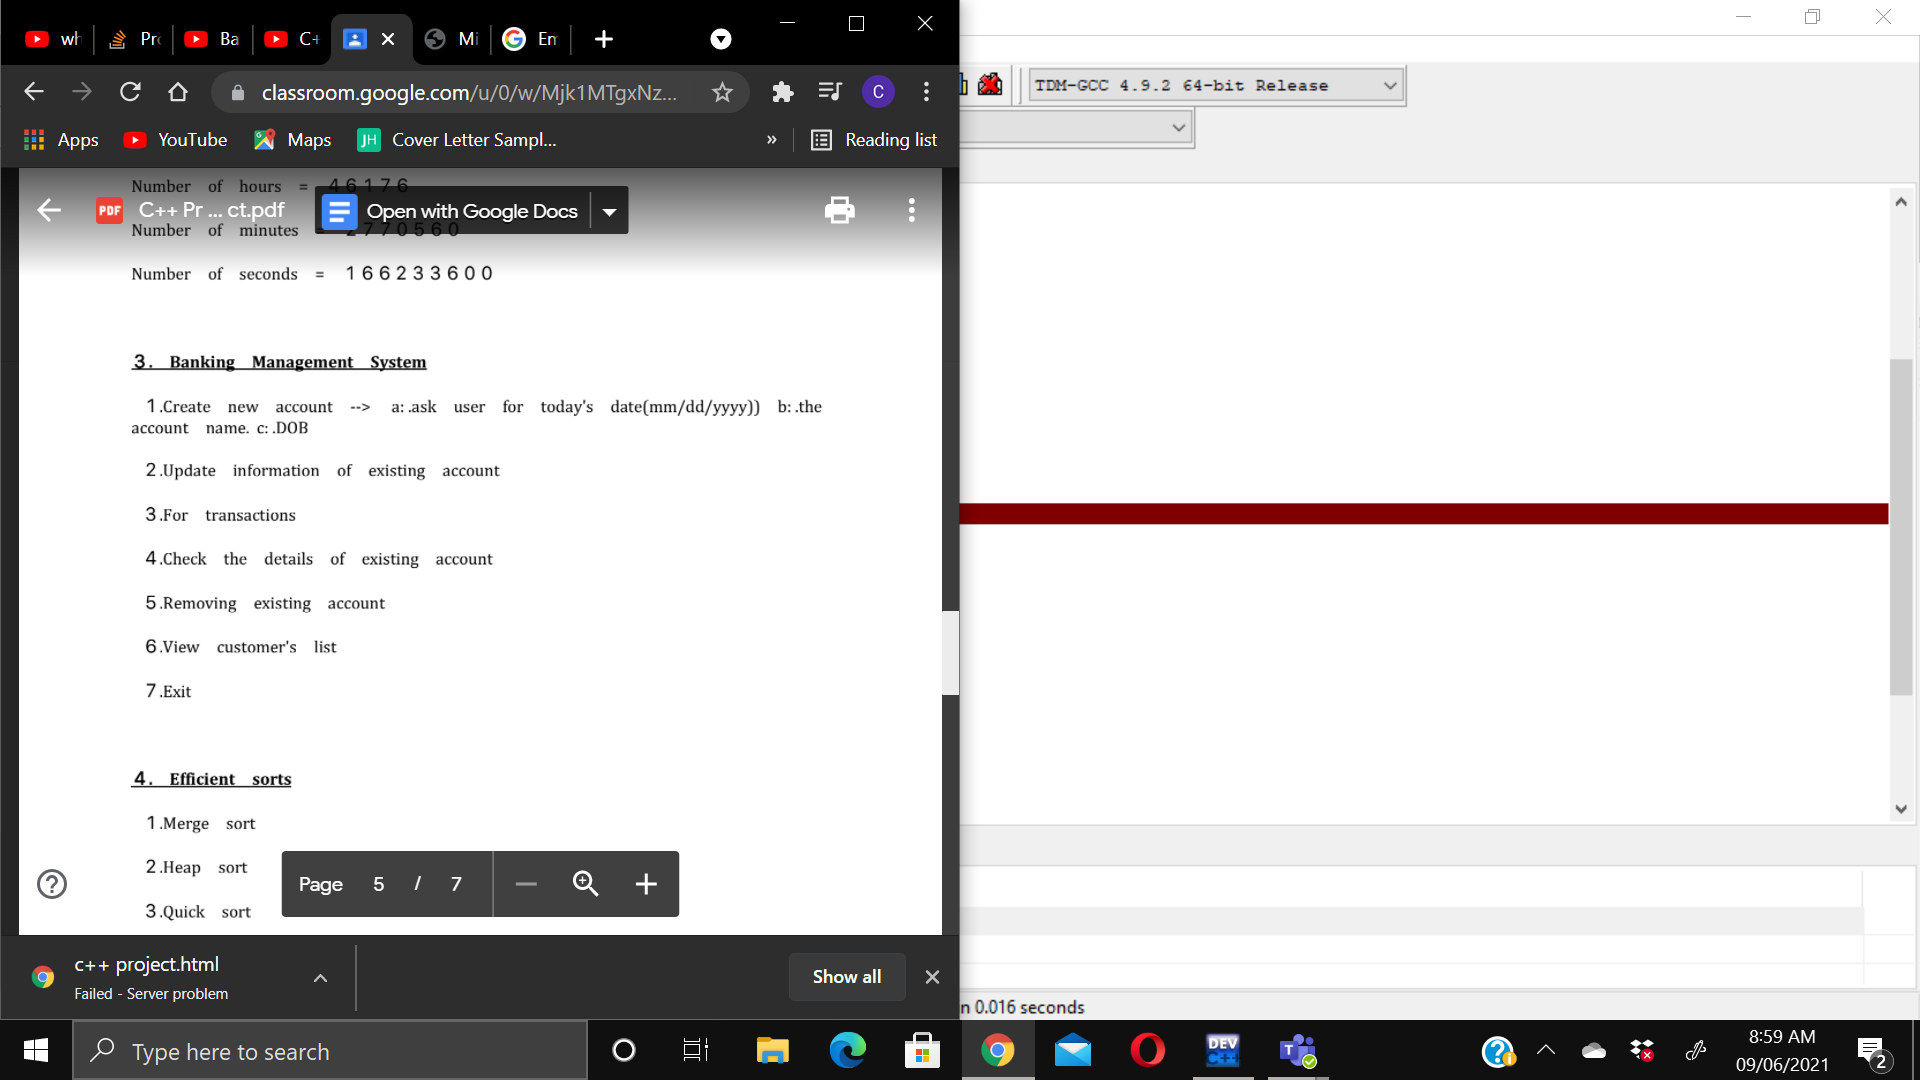 wh
Pro
Ba
C+
Mi
Em
classroom.google.com/u/0/w/Mjk1MTgxNz...
C
Apps
YouTube
Maps
JH
Cover Letter Sampl...
»
Reading list
Number of hours = 46176
PDF
C++ Pr ... ct.pdf
Open with Google Docs
Number of minutes = 2770560
Number of seconds = 166233600
3. Banking Management System
1.Create new account --> a:.ask user for today's date(mm/dd/yyyy)) b:.the
account name. c:.DOB
2.Update information of existing account
3.For transactions
4.Check the details of existing account
5.Removing existing account
6.View customer's list
7.Exit
4. Efficient sorts
1.Merge sort
2.Heap sort
3.Quick sort
Page 5 / 7
c++ project.html
Failed - Server problem
Show all
TDM-GCC 4.9.2 64-bit Release
n 0.016 seconds
Type here to search
DEV
C++
T
8:59 AM
09/06/2021
2